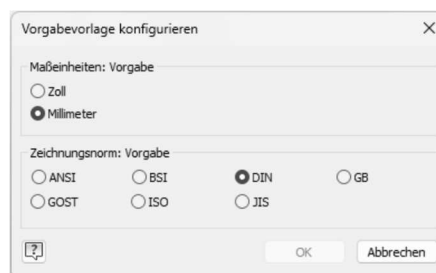 Vorgabevorlage konfigurieren
Maßeinheiten: Vorgabe
Zoll
Millimeter
Zeichnungsnorm: Vorgabe
ANSI BSI DIN GB
GOST ISO JIS
? OK Abbrechen